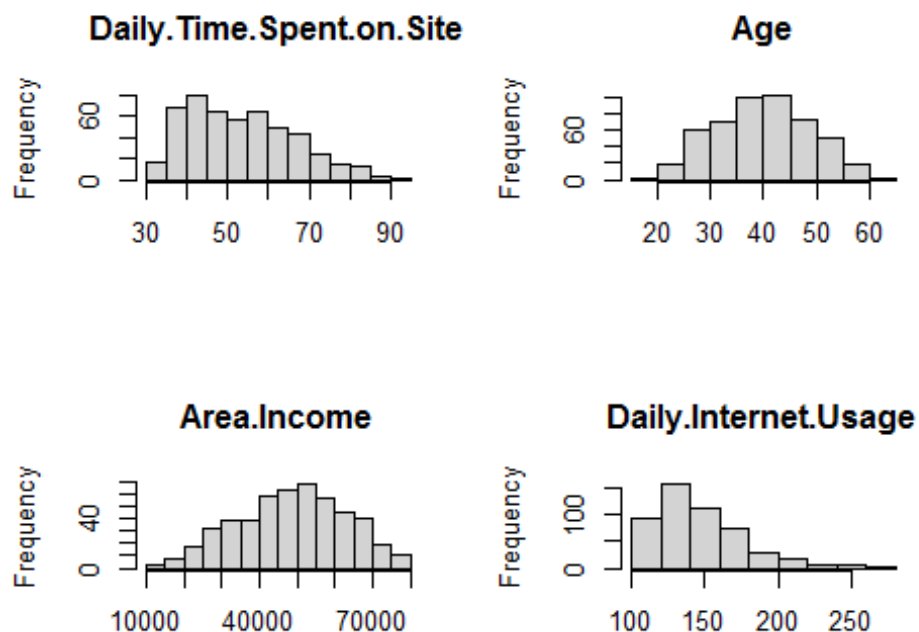 Daily.Time.Spent.on.Site
Frequency
0 60
30 50 70 90
Age
Frequency
0 60
20 30 40 50 60
Area.Income
Frequency
0 40
10000 40000 70000
Daily.Internet.Usage
Frequency
0 100
100 150 200 250